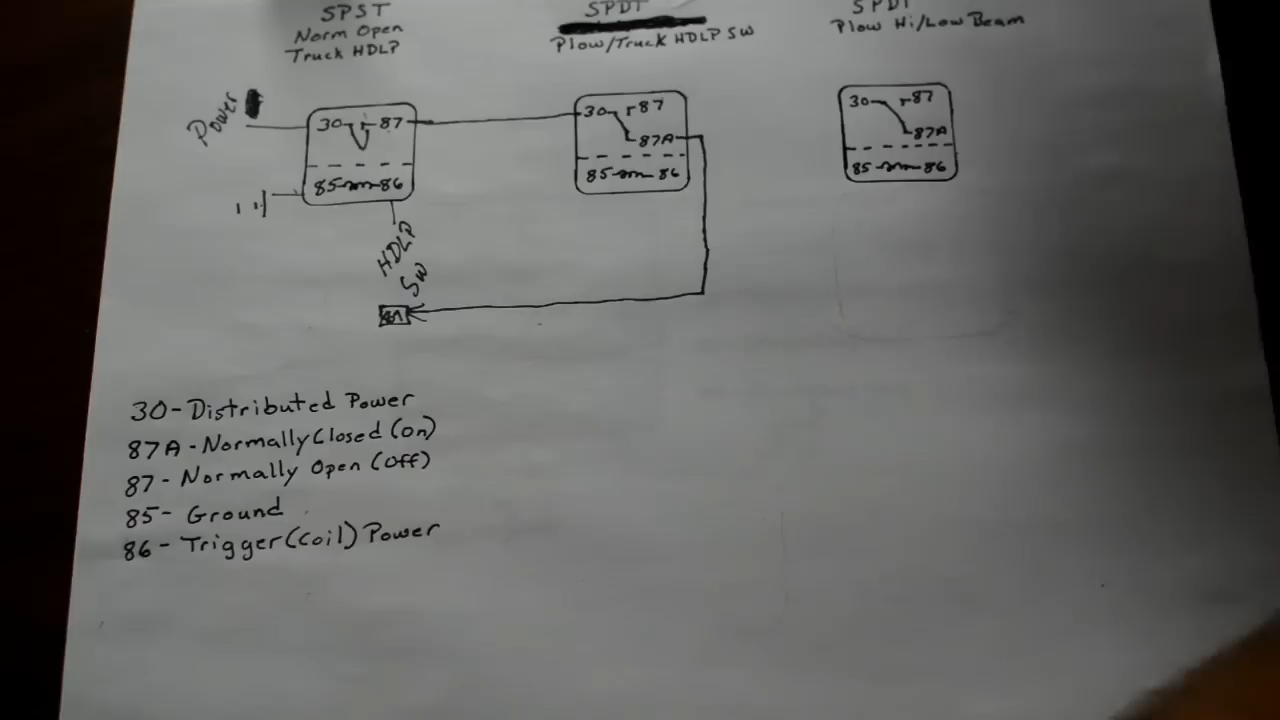 SPST
Norm Open
Truck HDLP
SPDT
Plow/Truck HDLP SW
SPDT
Plow Hi/Low Beam
Power
30 87
85 86
HDLP
SW
30 87
87A
85 86
30 87
87A
85 86
30-Distributed Power
87A-Normally Closed (on)
87-Normally Open (off)
85-Ground
86-Trigger (coil) Power